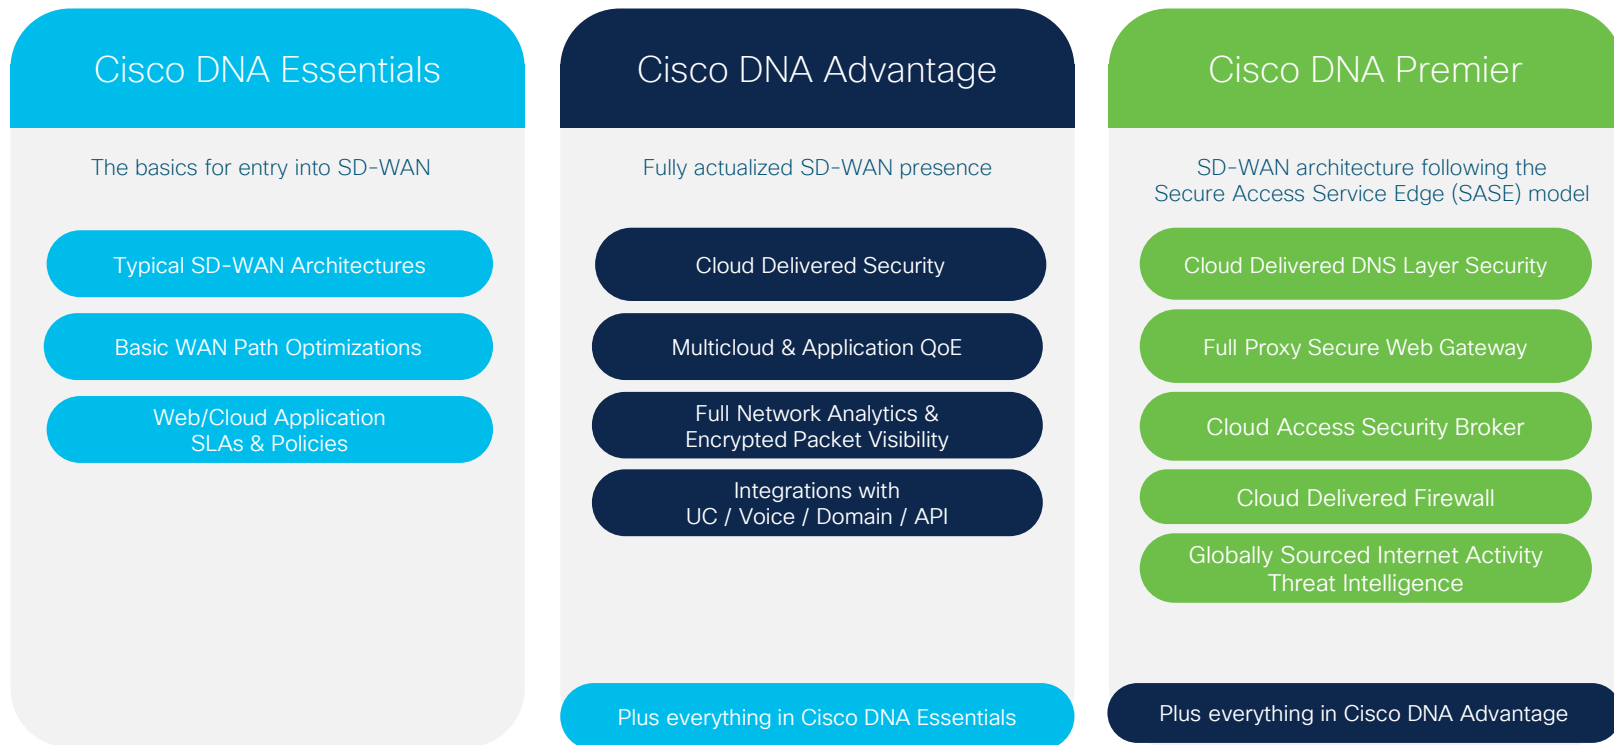 Cisco DNA Essentials
The basics for entry into SD-WAN
Typical SD-WAN Architectures
Basic WAN Path Optimizations
Web/Cloud Application
SLAs & Policies
Cisco DNA Advantage
Fully actualized SD-WAN presence
Cloud Delivered Security
Multicloud & Application QoE
Full Network Analytics &
Encrypted Packet Visibility
Integrations with
UC / Voice / Domain / API
Plus everything in Cisco DNA Essentials
Cisco DNA Premier
SD-WAN architecture following the
Secure Access Service Edge (SASE) model
Cloud Delivered DNS Layer Security
Full Proxy Secure Web Gateway
Cloud Access Security Broker
Cloud Delivered Firewall
Globally Sourced Internet Activity
Threat Intelligence
Plus everything in Cisco DNA Advantage